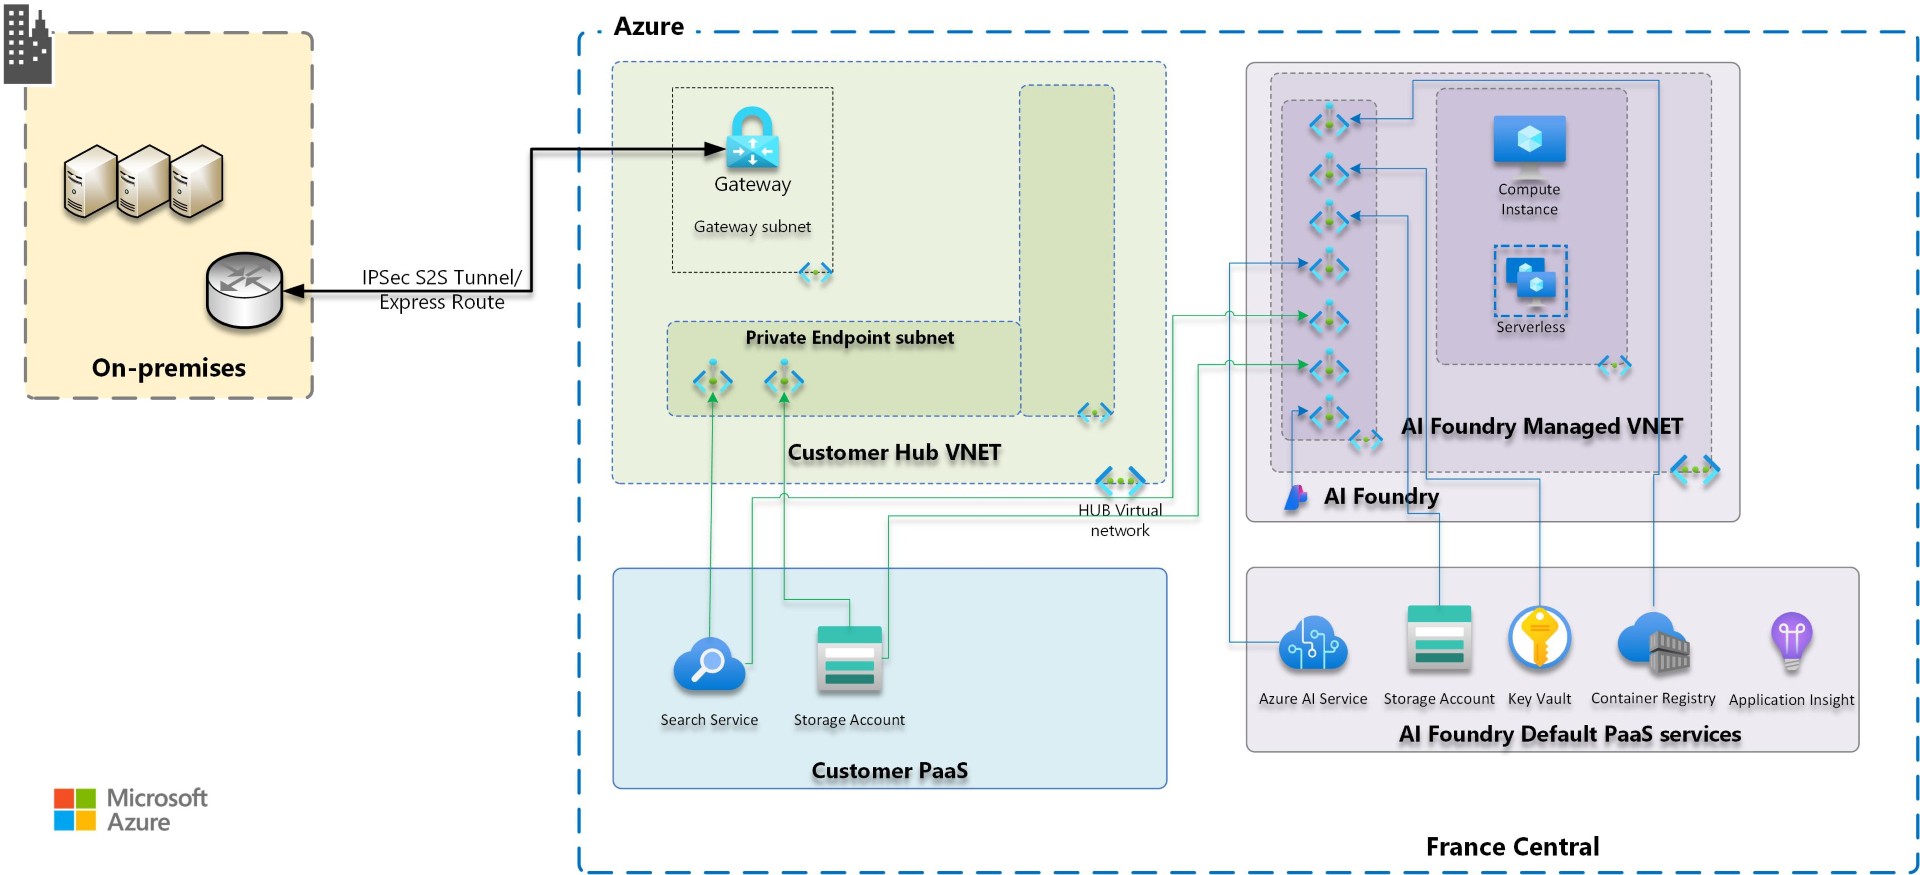 Azure
Gateway
Gateway subnet
IPSec S2S Tunnel/
Express Route
On-premises
Private Endpoint subnet
Customer Hub VNET
HUB Virtual
network
Compute
Instance
Serverless
AI Foundry Managed VNET
AI Foundry
Search Service
Storage Account
Customer PaaS
Azure AI Service
Storage Account
Key Vault
Container Registry
Application Insight
AI Foundry Default PaaS services
Microsoft
Azure
France Central